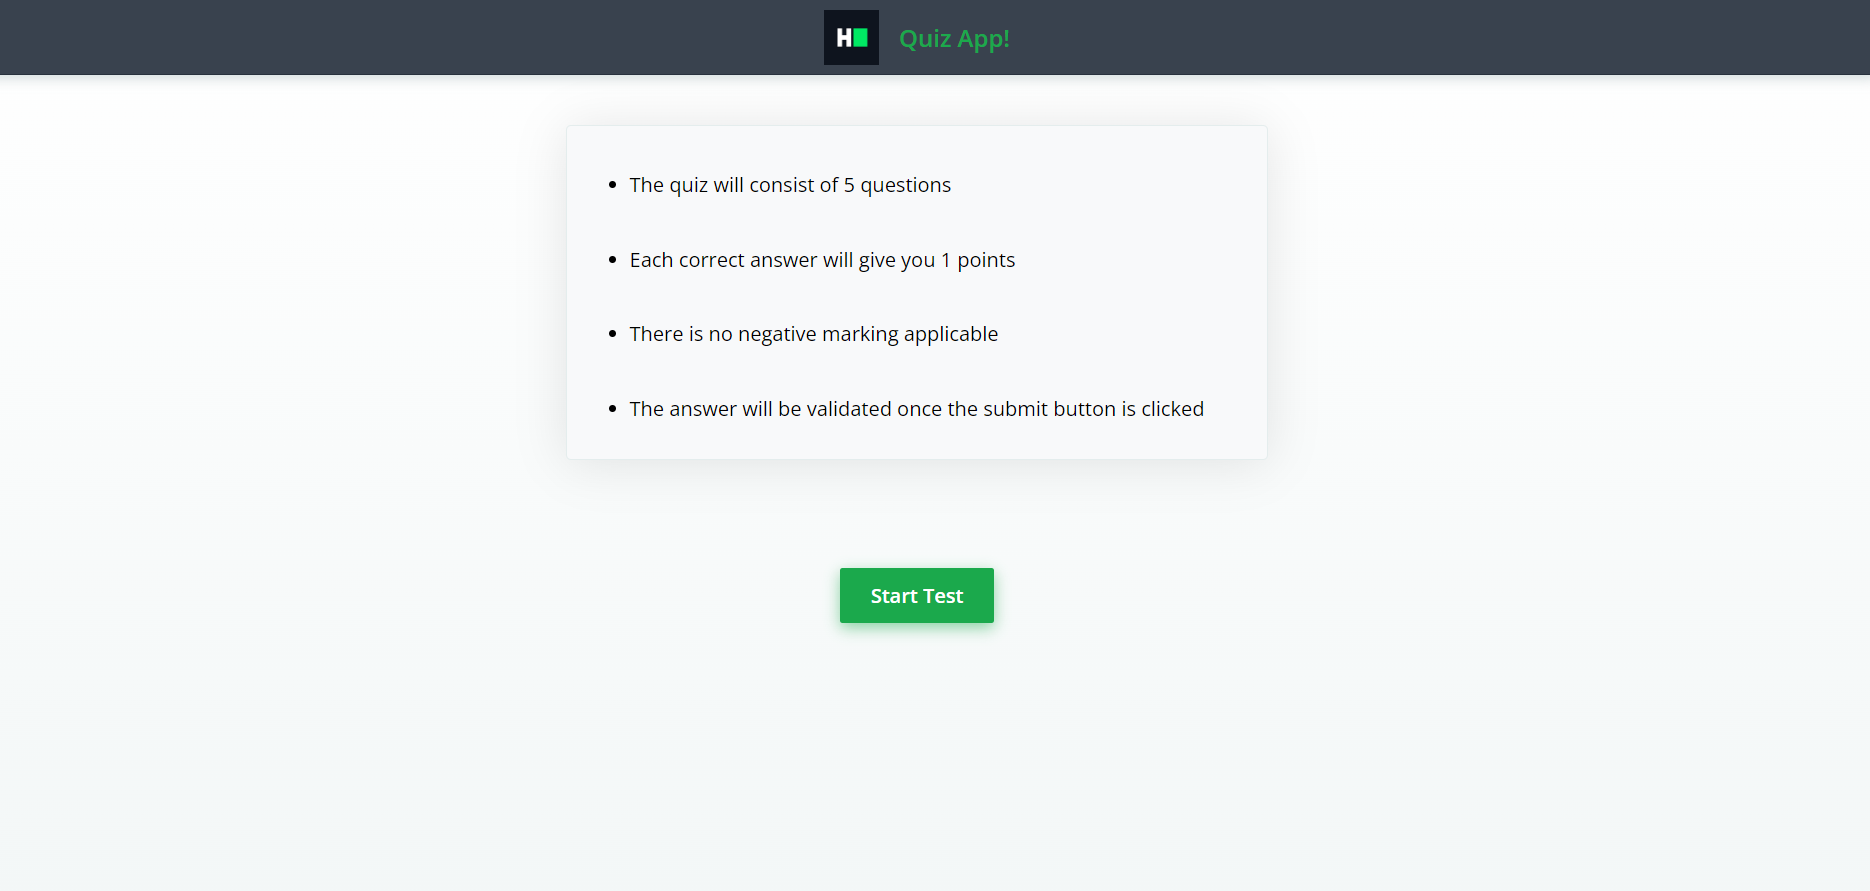 H
Quiz App!
The quiz will consist of 5 questions
Each correct answer will give you 1 points
There is no negative marking applicable
The answer will be validated once the submit button is clicked
Start Test